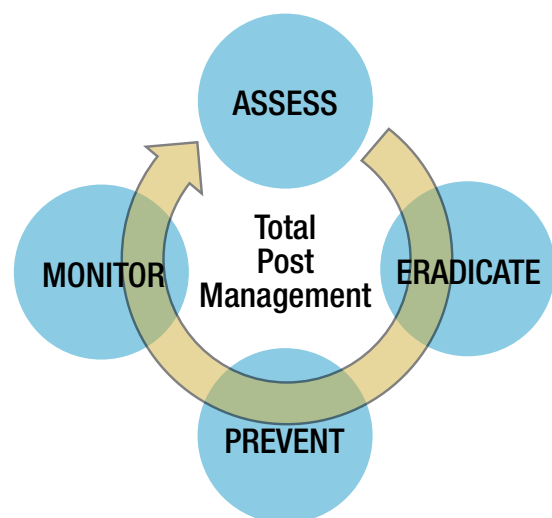 ASSESS
Total
Post
Management
MONITOR
ERADICATE
PREVENT